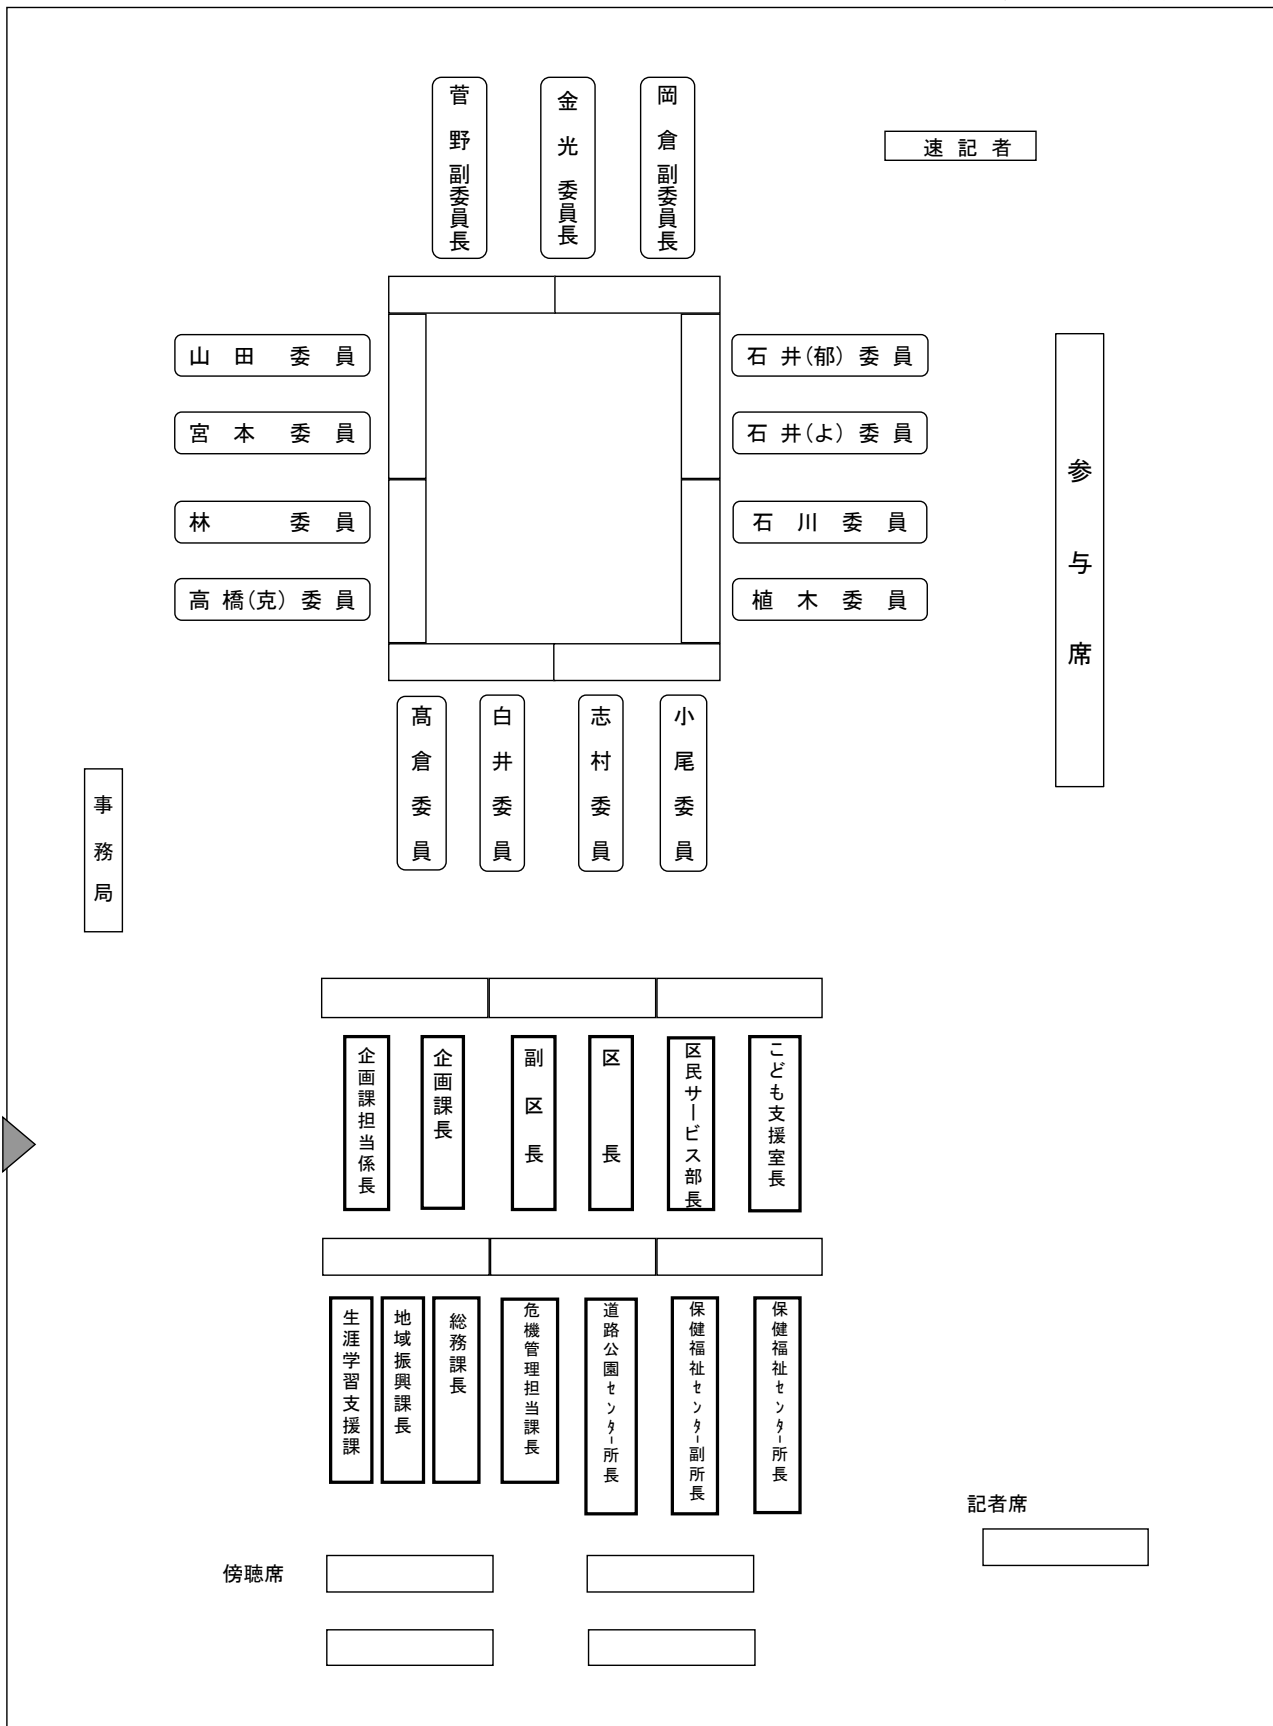 菅野副委員長
金光委員長
岡倉副委員長
速記者
山田委員
石井(郁)委員
宮本委員
石井(よ)委員
林委員
石川委員
高橋(克)委員
植木委員
参与席
髙倉委員
白井委員
志村委員
小尾委員
事務局
企画課担当係長
企画課長
副区長
区長
区民サービス部長
こども支援室長
生涯学習支援課
地域振興課長
総務課長
危機管理担当課長
道路公園ｾﾝﾀｰ所長
保健福祉ｾﾝﾀｰ副所長
保健福祉ｾﾝﾀｰ所長
記者席
傍聴席